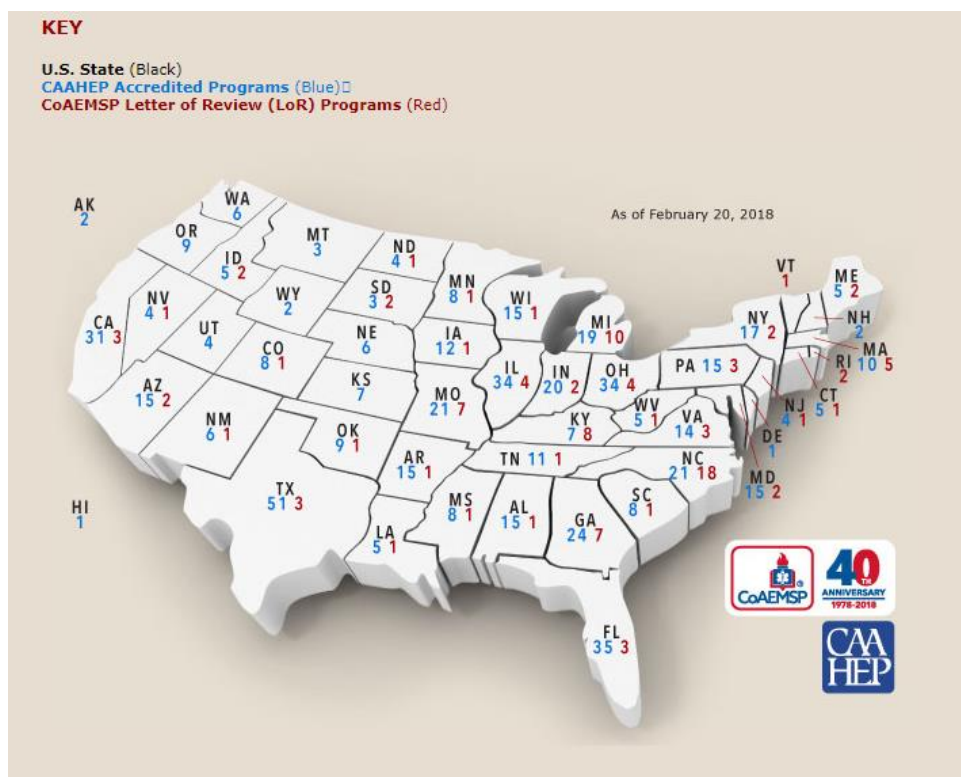 KEY
U.S. State (Black)
CAAHEP Accredited Programs (Blue)
CoAEMSP Letter of Review (LoR) Programs (Red)
As of February 20, 2018
AK
2
WA
6
OR
9
MT
3
ID
5 2
ND
4 1
MN
8 1
VT
1
ME
5 2
NV
4 1
WY
2
SD
3 2
WI
15 1
MI
19 10
NY
17 2
NH
2
CA
31 3
UT
4
CO
8 1
NE
6
IA
12 1
IL
34 4
IN
20 2
OH
34 4
PA 15 3
MA
10 5
RI
2
CT
5 1
NJ
4 1
DE
1
MD
15 2
AZ
15 2
NM
6 1
KS
7
MO
21 7
KY
7 8
WV
5 1
VA
14 3
OK
9 1
AR
15 1
TN 11 1
NC
21 18
HI
1
TX
51 3
LA
5 1
MS
8 1
AL
15 1
GA
24 7
SC
8 1
FL
35 3
CoAEMSP
®
40TH
ANNIVERSARY
1978-2018
CAA
HEP